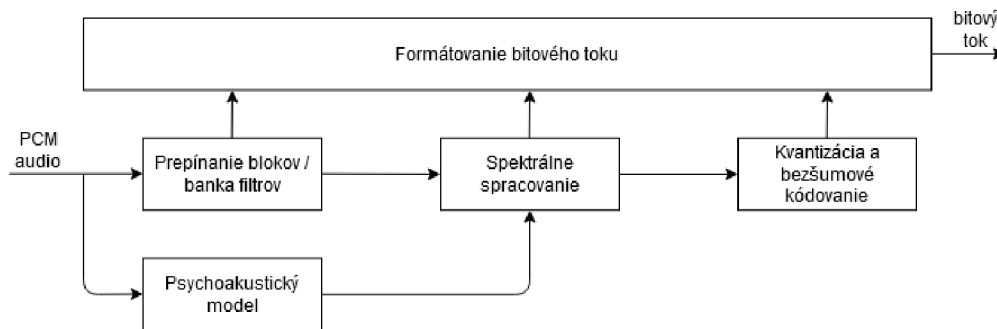 bitový
tok
Formátovanie bitového toku
PCM
audio
Prepínanie blokov /
banka filtrov
Spektrálne
spracovanie
Kvantizácia a
bezšumové
kódovanie
Psychoakustický
model